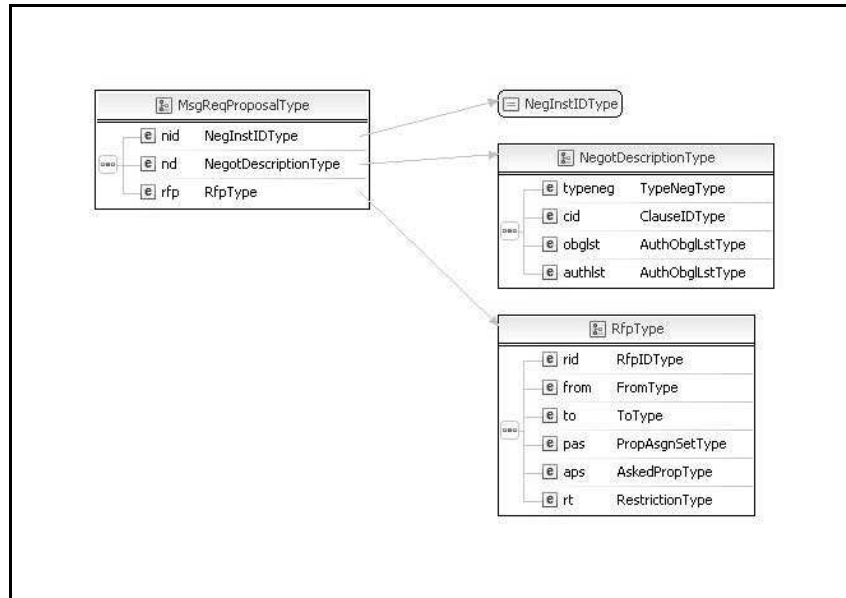 MsgReqProposalType
e nid NegInstIDType
e nd NegotDescriptionType
e rfp RfpType
NegInstIDType
NegotDescriptionType
e typeneg TypeNegType
e cid ClauseIDType
e obglst AuthObglLstType
e authlst AuthObglLstType
RfpType
e rid RfpIDType
e from FromType
e to ToType
e pas PropAsgnSetType
e aps AskedPropType
e rt RestrictionType